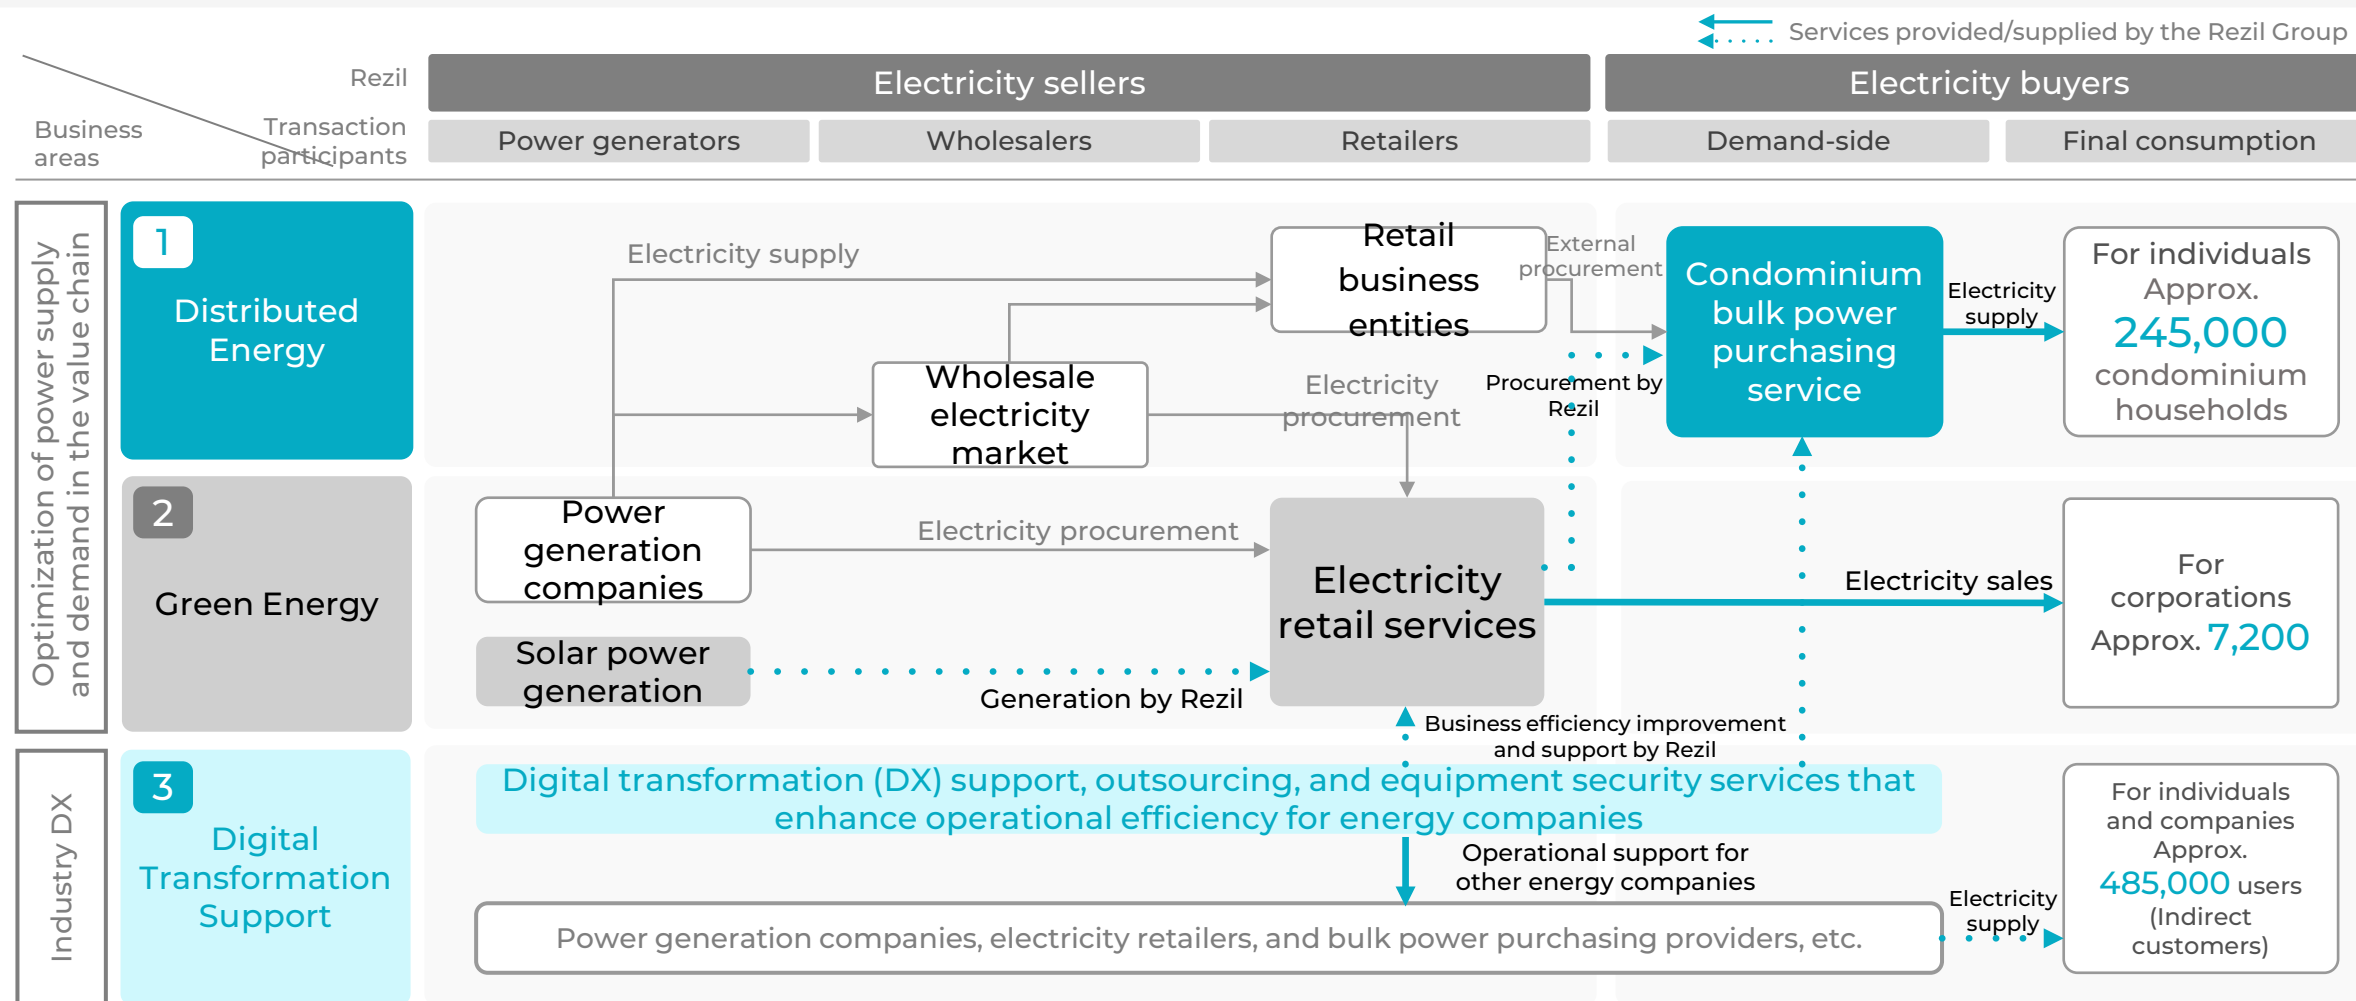 Services provided/supplied by the Rezil Group
Rezil
Transaction
participants
Business
areas
Electricity sellers
Electricity buyers
Power generators
Wholesalers
Retailers
Demand-side
Final consumption
Optimization of power supply
and demand in the value chain
1
Distributed
Energy
Electricity supply
Retail
business
entities
External
procurement
Condominium
bulk power
purchasing
service
Electricity
supply
For individuals
Approx.
245,000
condominium
households
Wholesale
electricity
market
Electricity
procurement
Procurement by
Rezil
2
Green Energy
Power
generation
companies
Electricity procurement
Electricity
retail services
Electricity sales
For
corporations
Approx. 7,200
Solar power
generation
Generation by Rezil
Business efficiency improvement
and support by Rezil
Industry DX
3
Digital
Transformation
Support
Digital transformation (DX) support, outsourcing, and equipment security services that
enhance operational efficiency for energy companies
Operational support for
other energy companies
Power generation companies, electricity retailers, and bulk power purchasing providers, etc.
Electricity
supply
For individuals
and companies
Approx.
485,000 users
(Indirect
customers)